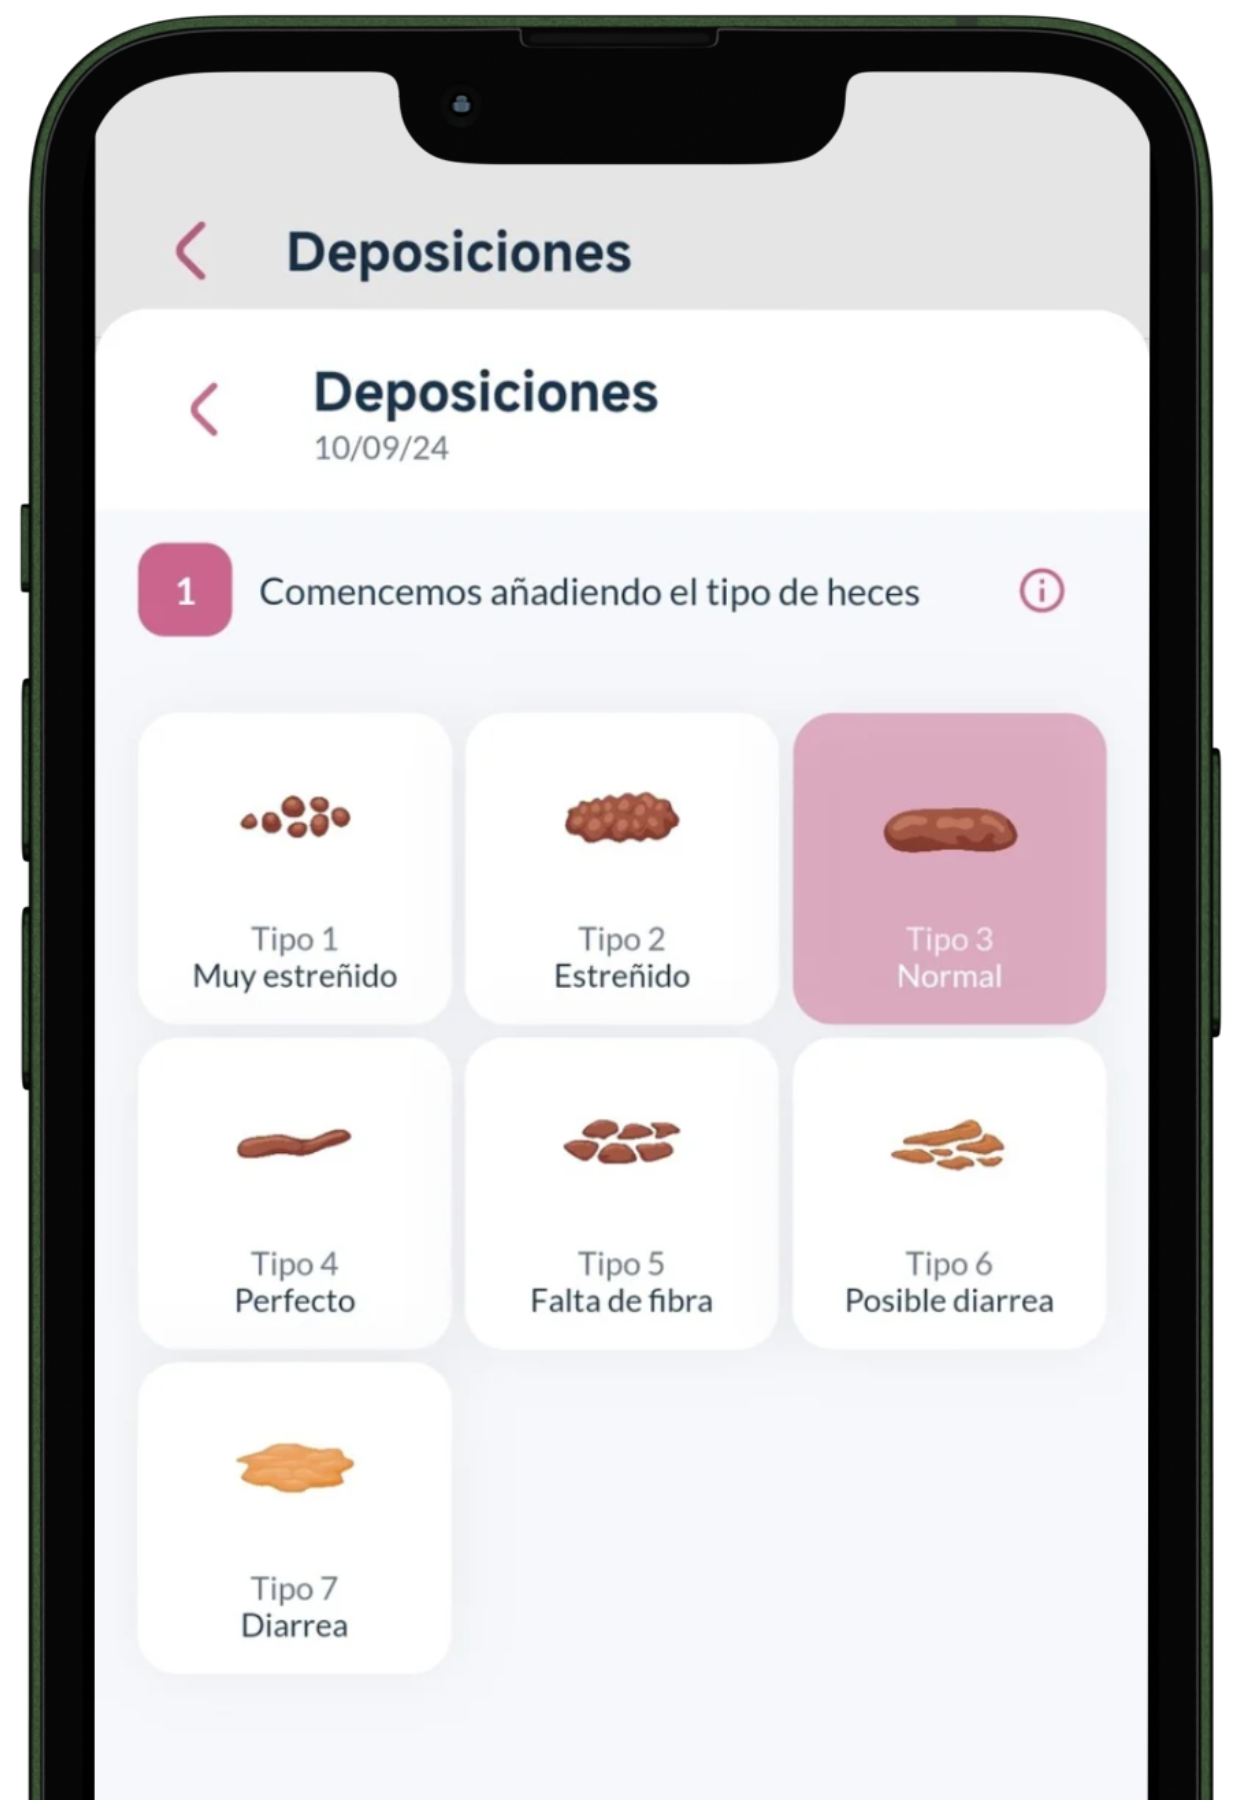 Deposiciones
Deposiciones
10/09/24
1
Comencemos añadiendo el tipo de heces
Tipo 1
Muy estreñido
Tipo 2
Estreñido
Tipo 3
Normal
Tipo 4
Perfecto
Tipo 5
Falta de fibra
Tipo 6
Posible diarrea
Tipo 7
Diarrea